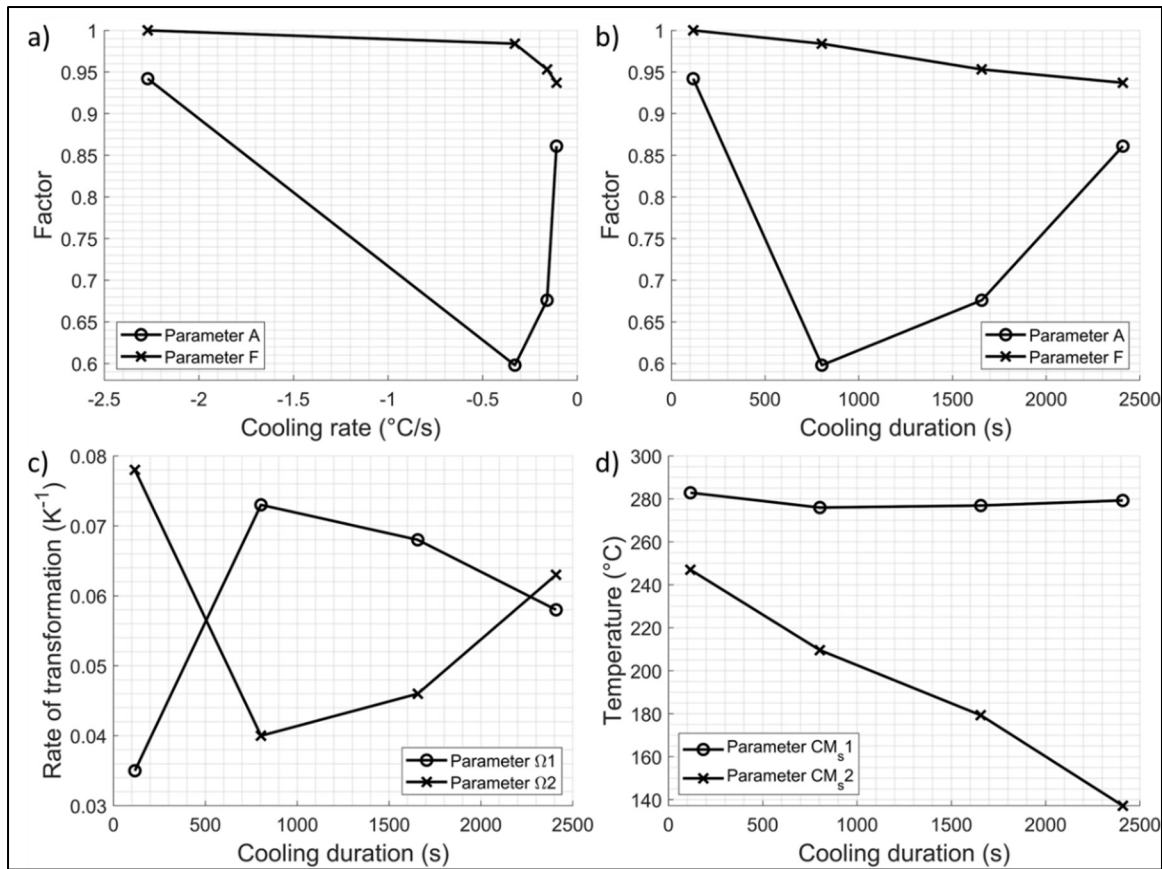 a)
1
0.95
0.9
0.85
0.8
0.75
0.7
0.65
0.6
Factor
Parameter A
Parameter F
-2.5 -2 -1.5 -1 -0.5 0
Cooling rate (°C/s)
b)
1
0.95
0.9
0.85
0.8
0.75
0.7
0.65
0.6
Factor
Parameter A
Parameter F
0 500 1000 1500 2000 2500
Cooling duration (s)
c)
0.08
0.07
0.06
0.05
0.04
0.03
Rate of transformation (K⁻¹)
Parameter Ω1
Parameter Ω2
0 500 1000 1500 2000 2500
Cooling duration (s)
d)
300
280
260
240
220
200
180
160
140
Temperature (°C)
Parameter CMₛ1
Parameter CMₛ2
0 500 1000 1500 2000 2500
Cooling duration (s)